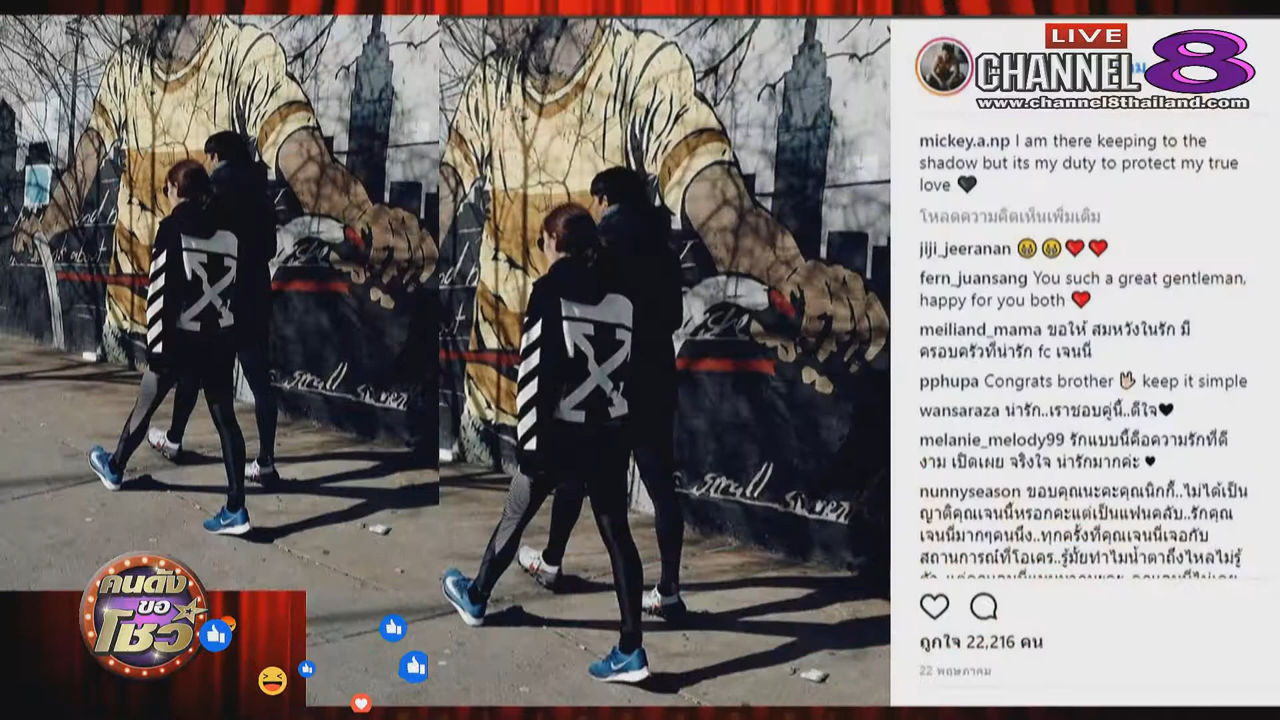 LIVE
CHANNEL 8
www.channel8thailand.com
mickey.a.np I am there keeping to the
shadow but its my duty to protect my true
love 🖤
โหลดความคิดเห็นเพิ่มเติม
jiji_jeeranan 😂😂❤️❤️
fern_juansang You such a great gentleman,
happy for you both ❤️
meiliand_mama ขอให้ สมหวังในรัก มี
ครอบครัวที่น่ารัก fc เจนนี่
pphupa Congrats brother 🤟🏻 keep it simple
wansaraza น่ารัก..เราชอบคู่นี้..ดีใจ🖤
melanie_melody99 รักแบบนี้คือความรักที่ดี
งาม เปิดเผย จริงใจ น่ารักมากค่ะ ♥
nunnyseason ขอบคุณนะคะคุณนิกกี้..ไม่ได้เป็น
ญาติคุณเจนนี่หรอกคะแต่เป็นแฟนคลับ..รักคุณ
เจนนี่มากๆคนนึง..ทุกครั้งที่คุณเจนนี่เจอกับ
สถานการณ์ที่โอเคร..รู้มั้ยทำไมน้ำตาถึงไหลไม่รู้
ถูกใจ 22,216 คน
22 พฤษภาคม
small
คนดัง
ขอ
โชว์